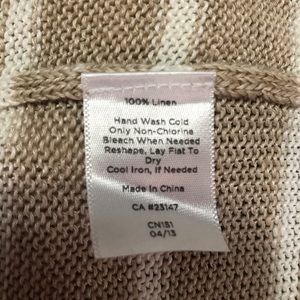 100% Linen
Hand Wash Cold
Only Non-Chlorine
Bleach When Needed
Reshape, Lay Flat To
Dry
Cool Iron, If Needed
Made In China
CA #23147
CN151
04/13